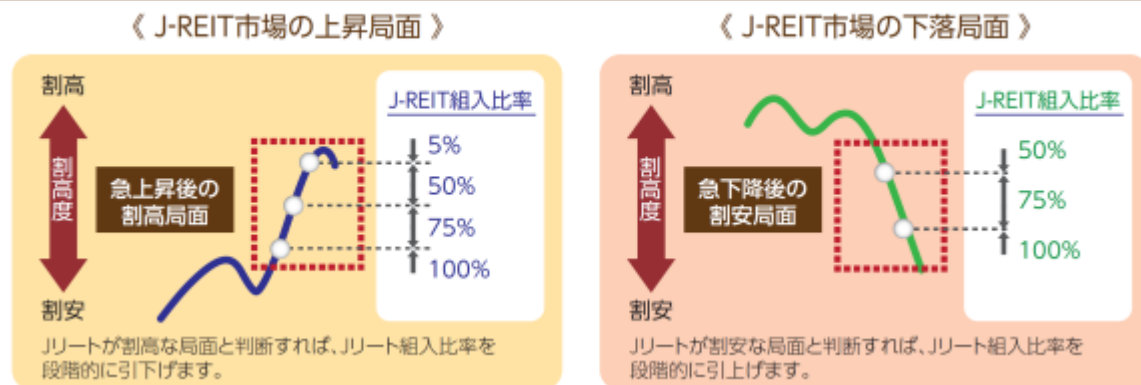 《 J-REIT市場の上昇局面 》
割高
割高度
割安
急上昇後の
割高局面
J-REIT組入比率
5%
50%
75%
100%
Jリートが割高な局面と判断すれば、Jリート組入比率を
段階的に引下げます。
《 J-REIT市場の下落局面 》
割高
割高度
割安
急下降後の
割安局面
J-REIT組入比率
50%
75%
100%
Jリートが割安な局面と判断すれば、Jリート組入比率を
段階的に引上げます。